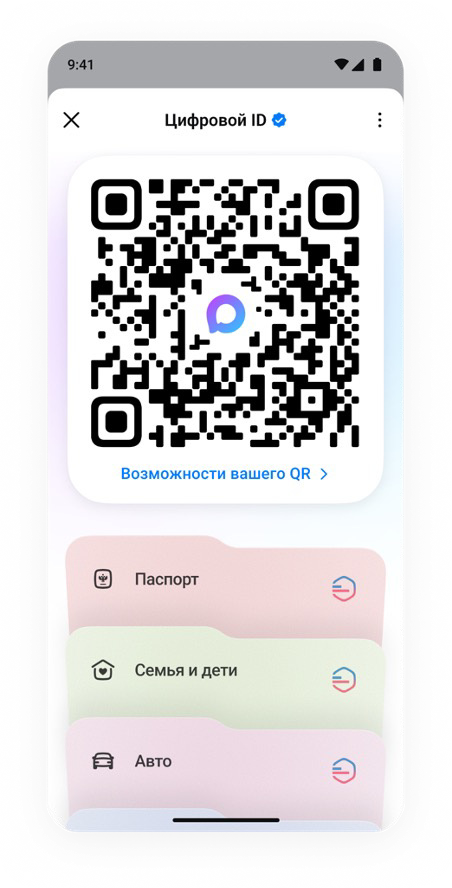 9:41
Цифровой ID
Возможности вашего QR
Паспорт
Семья и дети
Авто